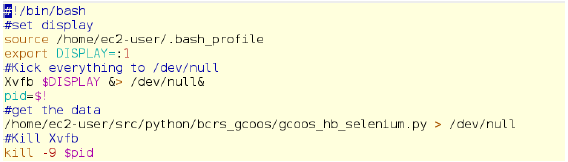 #!/bin/bash
#set display
source /home/ec2-user/.bash_profile
export DISPLAY=:1
#Kick everything to /dev/null
Xvfb $DISPLAY &> /dev/null&
pid=$!
#get the data
/home/ec2-user/src/python/bcrs_gcoos/gcoos_hb_selenium.py > /dev/null
#Kill Xvfb
kill -9 $pid